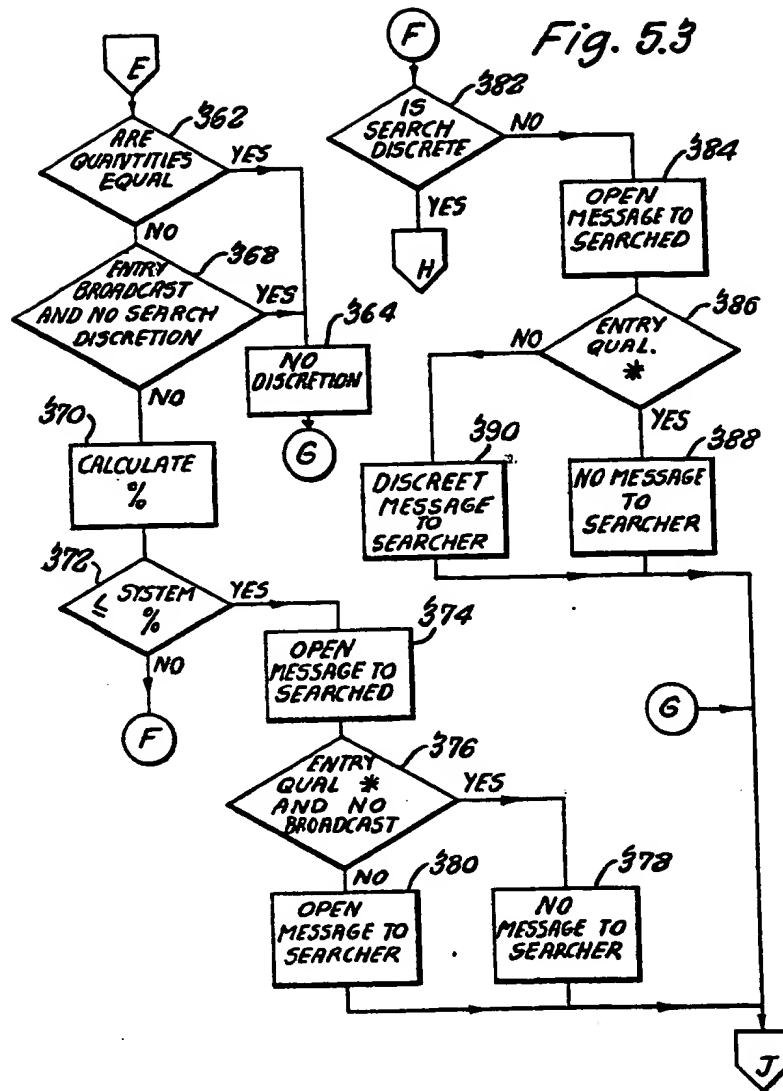 Fig. 5.3
E
362
ARE
QUANTITIES
EQUAL
YES
NO
368
ENTRY
BROADCAST
AND NO SEARCH
DISCRETION
YES
NO
364
NO
DISCRETION
G
370
CALCULATE
%
372
≤ SYSTEM
%
YES
NO
F
374
OPEN
MESSAGE TO
SEARCHED
376
ENTRY
QUAL *
AND NO
BROADCAST
YES
NO
380
OPEN
MESSAGE TO
SEARCHER
378
NO
MESSAGE TO
SEARCHER
F
382
IS
SEARCH
DISCRETE
NO
YES
H
384
OPEN
MESSAGE TO
SEARCHED
386
ENTRY
QUAL.
*
NO
YES
390
DISCREET
MESSAGE
TO
SEARCHER
388
NO MESSAGE
TO
SEARCHER
G
J